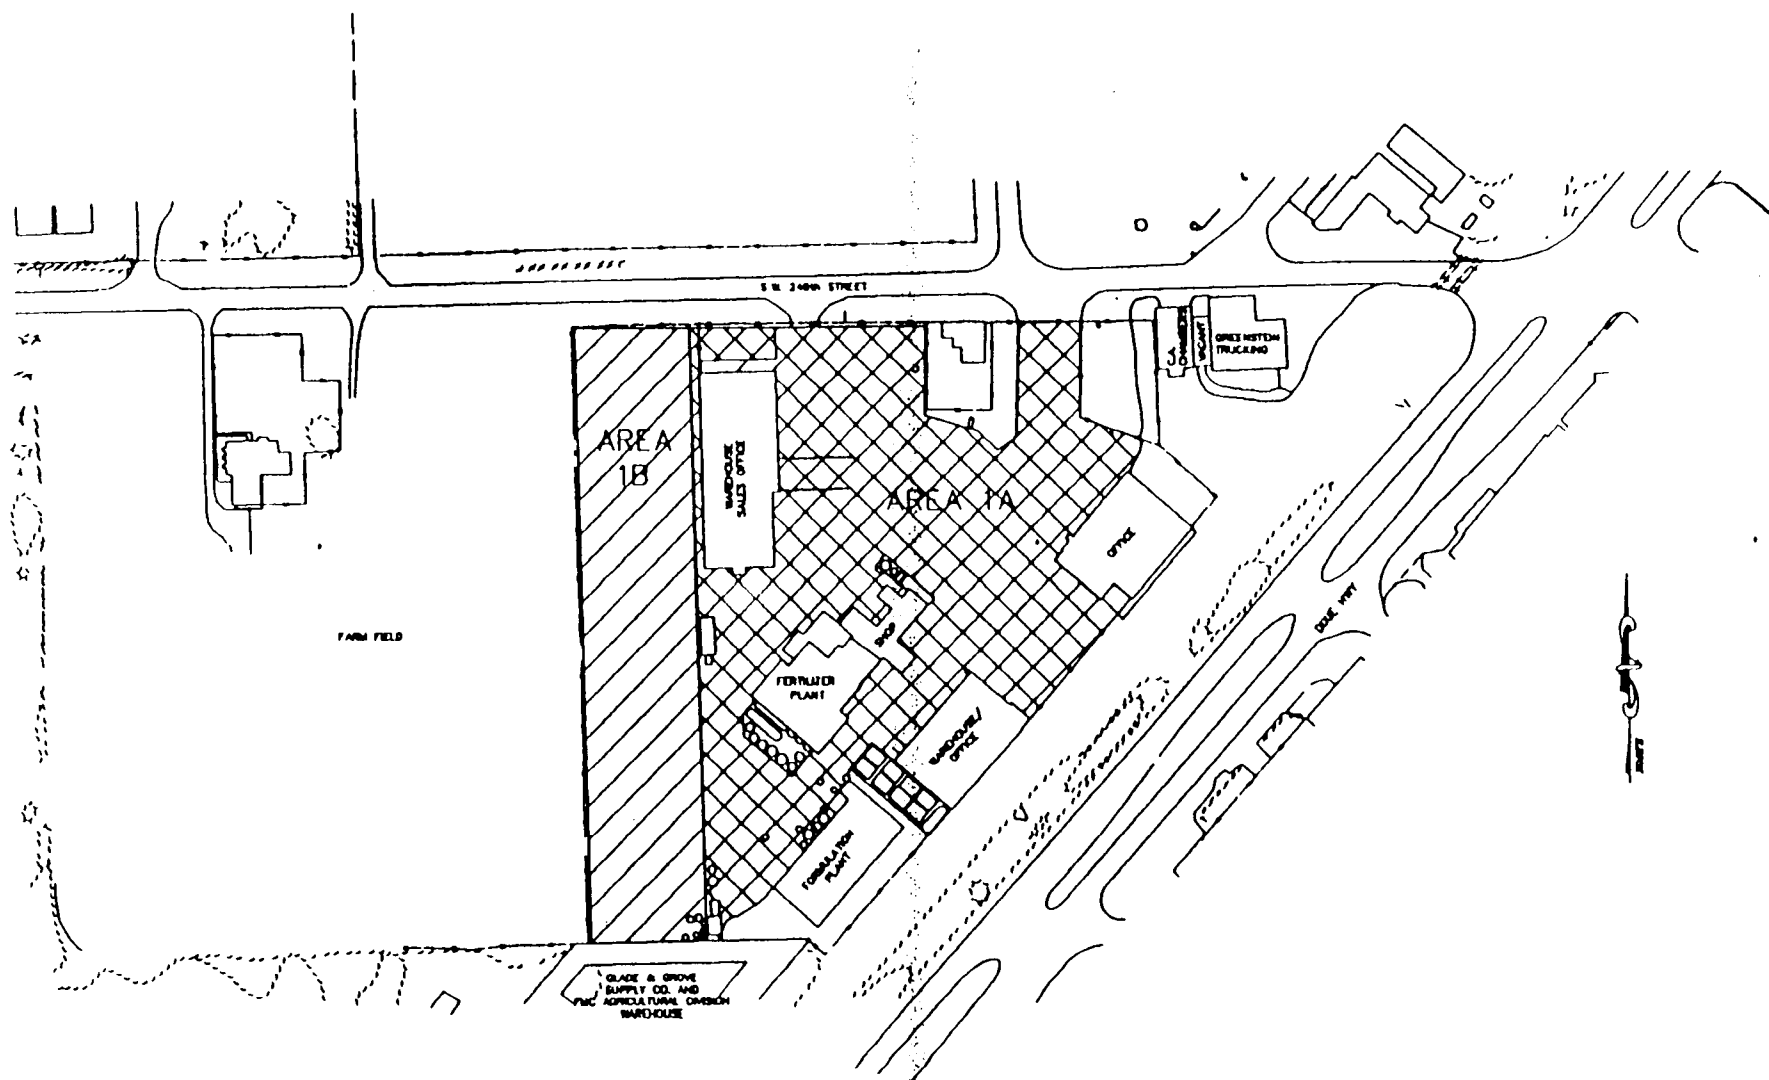 S.W. 248th STREET
C.A.
CHAMBERS
VACANT
GREENSTEIN
TRUCKING
AREA
1B
WAREHOUSE
SALES OFFICE
AREA 1A
OFFICE
FARM FIELD
SHOP
FERTILIZER
PLANT
DIXIE HWY
WAREHOUSE/
OFFICE
FORMULATION
PLANT
GLADE & GROVE
SUPPLY CO. AND
FMC AGRICULTURAL DIVISION
WAREHOUSE